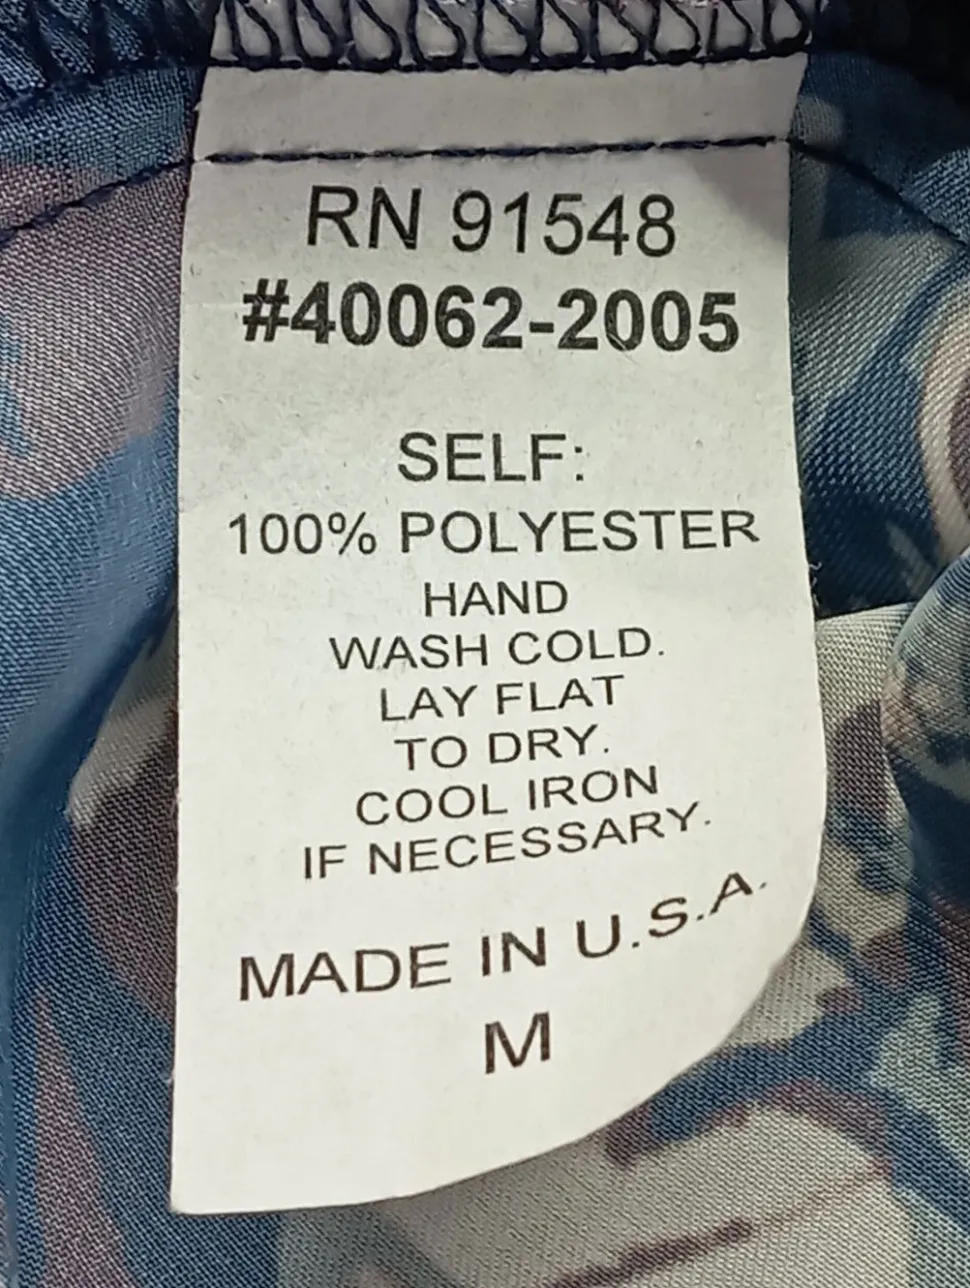 RN 91548
#40062-2005
SELF:
100% POLYESTER
HAND
WASH COLD.
LAY FLAT
TO DRY.
COOL IRON
IF NECESSARY.
MADE IN U.S.A.
M